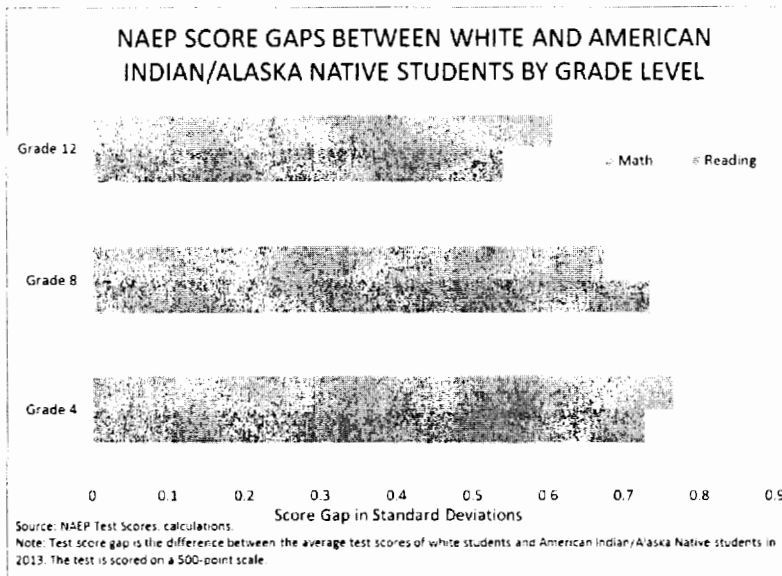 NAEP SCORE GAPS BETWEEN WHITE AND AMERICAN
INDIAN/ALASKA NATIVE STUDENTS BY GRADE LEVEL
Grade 12
Math Reading
Grade 8
Grade 4
0 0.1 0.2 0.3 0.4 0.5 0.6 0.7 0.8 0.9
Score Gap in Standard Deviations
Source: NAEP Test Scores, calculations.
Note: Test score gap is the difference between the average test scores of white students and American Indian/Alaska Native students in
2013. The test is scored on a 500-point scale.